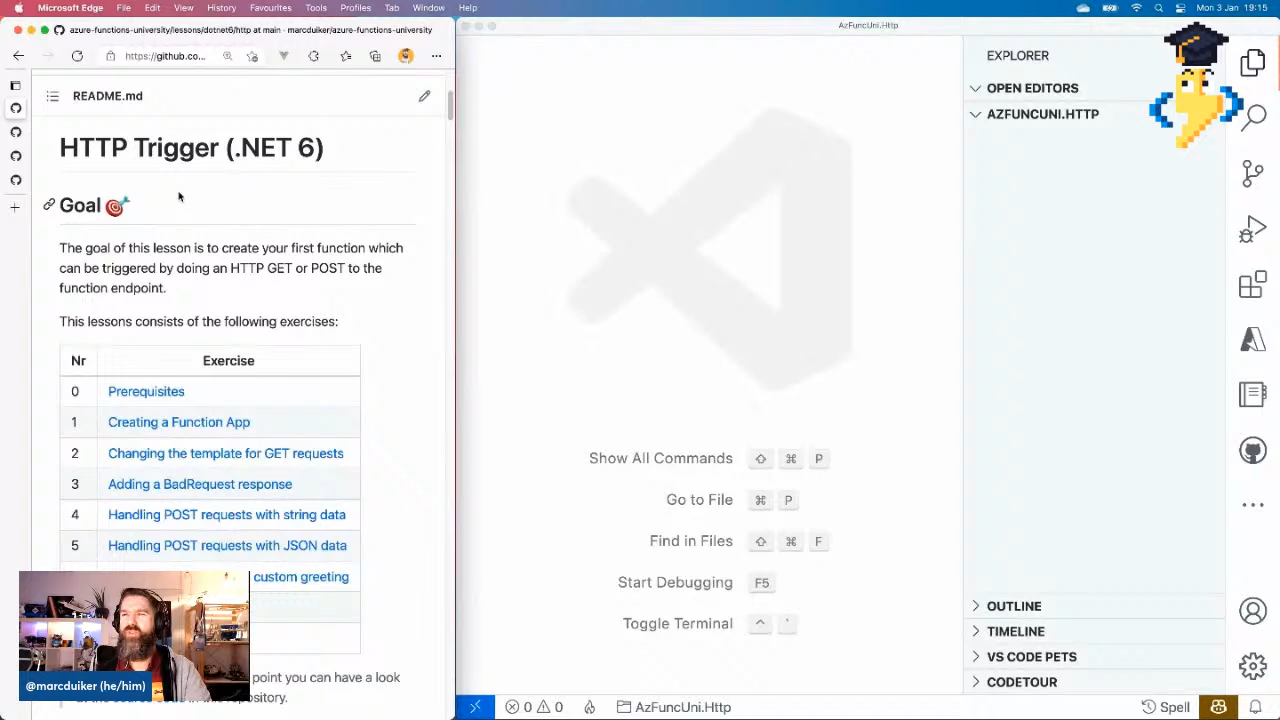 Microsoft Edge File Edit View History Favourites Tools Profiles Tab Window Help
Mon 3 Jan 19:15
azure-functions-university/lessons/dotnet6/http at main · marcduiker/azure-functions-university
https://github.co...
README.md
HTTP Trigger (.NET 6)
Goal
The goal of this lesson is to create your first function which
can be triggered by doing an HTTP GET or POST to the
function endpoint.
This lessons consists of the following exercises:
Nr Exercise
0 Prerequisites
1 Creating a Function App
2 Changing the template for GET requests
3 Adding a BadRequest response
4 Handling POST requests with string data
5 Handling POST requests with JSON data
custom greeting
point you can have a look
repository.
@marcduiker (he/him)
AzFuncUni.Http
Show All Commands ⇧ ⌘ P
Go to File ⌘ P
Find in Files ⇧ ⌘ F
Start Debugging F5
Toggle Terminal ^ `
EXPLORER
OPEN EDITORS
AZFUNCUNI.HTTP
OUTLINE
TIMELINE
VS CODE PETS
CODETOUR
0 0 AzFuncUni.Http
Spell